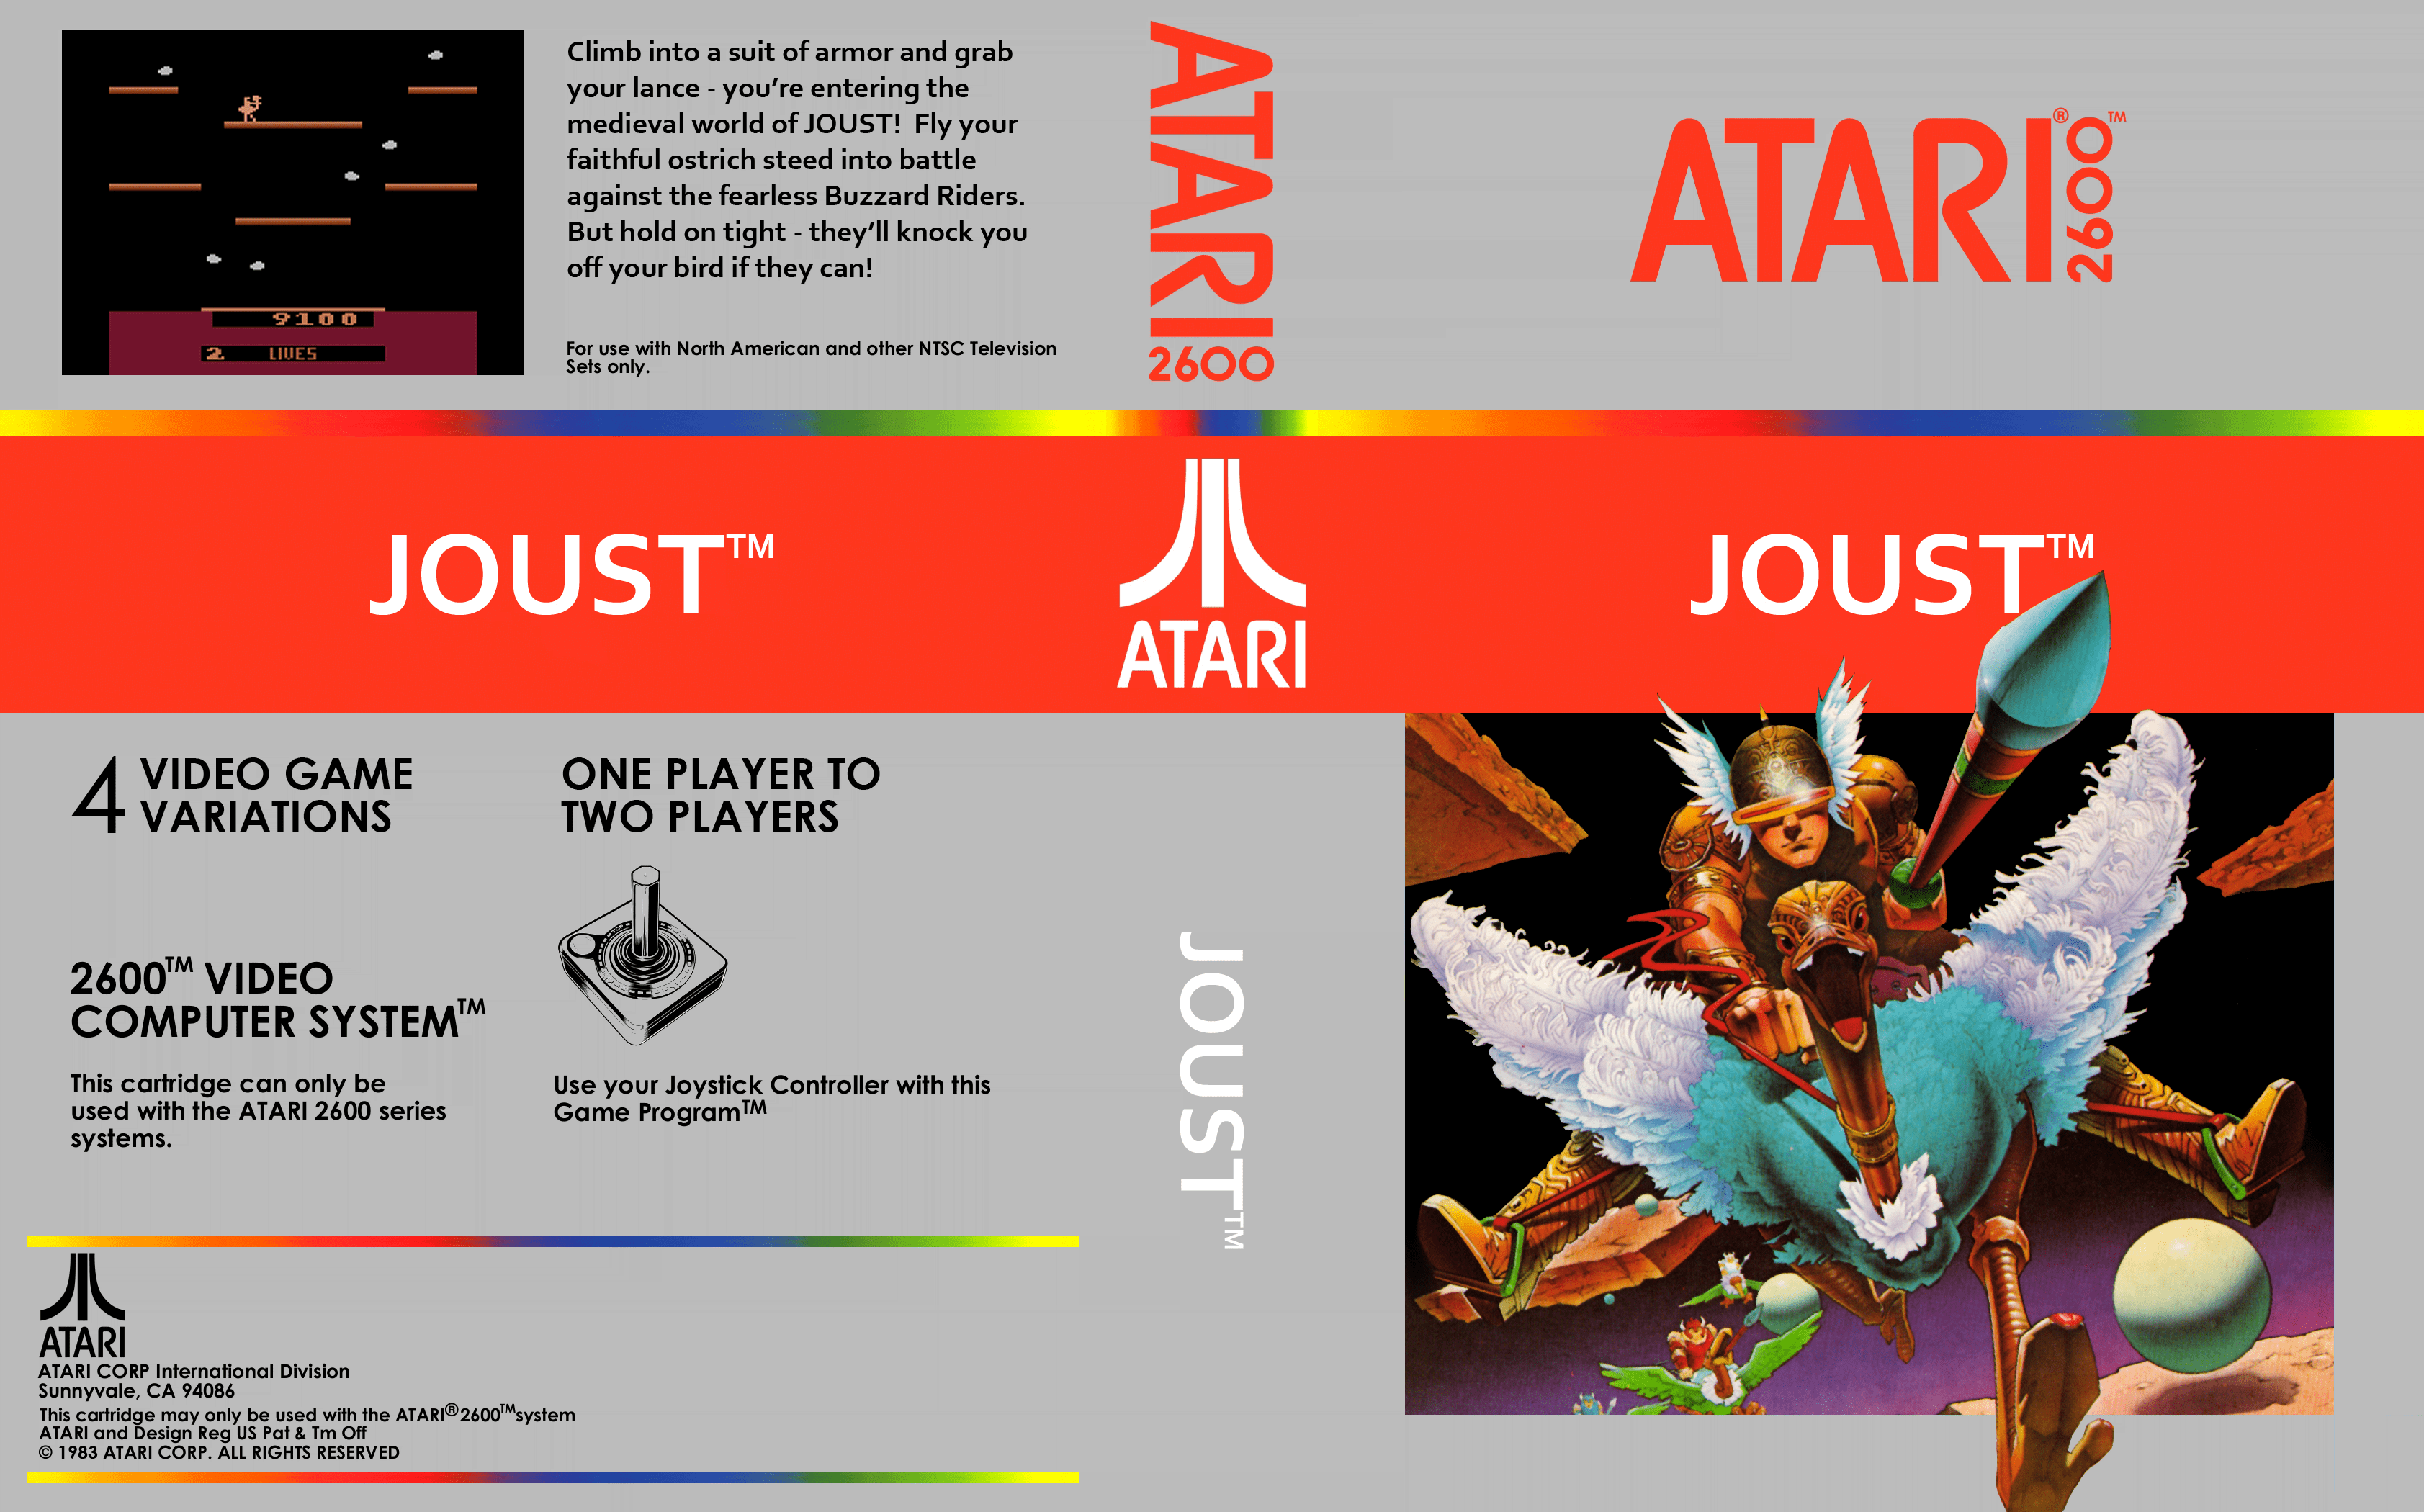 Climb into a suit of armor and grab
your lance - you're entering the
medieval world of JOUST!  Fly your
faithful ostrich steed into battle
against the fearless Buzzard Riders.
But hold on tight - they'll knock you
off your bird if they can!
For use with North American and other NTSC Television
Sets only.
9100
2 LIVES
JOUST™
4 VIDEO GAME
VARIATIONS
ONE PLAYER TO
TWO PLAYERS
2600™ VIDEO
COMPUTER SYSTEM™
This cartridge can only be
used with the ATARI 2600 series
systems.
Use your Joystick Controller with this
Game Program™
ATARI
ATARI CORP International Division
Sunnyvale, CA 94086
This cartridge may only be used with the ATARI®2600™system
ATARI and Design Reg US Pat & Tm Off
© 1983 ATARI CORP. ALL RIGHTS RESERVED
ATARI
2600
ATARI
JOUST™
ATARI® 2600™
JOUST™